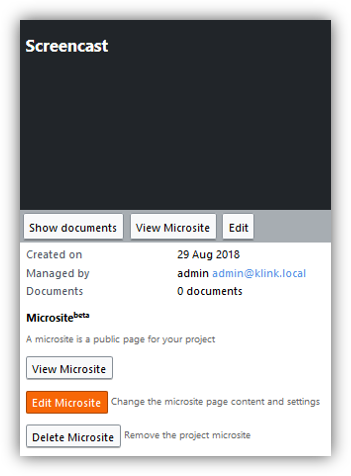 Screencast
Show documents View Microsite Edit
Created on 29 Aug 2018
Managed by admin admin@klink.local
Documents 0 documents
Micrositebeta
A microsite is a public page for your project
View Microsite
Edit Microsite Change the microsite page content and settings
Delete Microsite Remove the project microsite